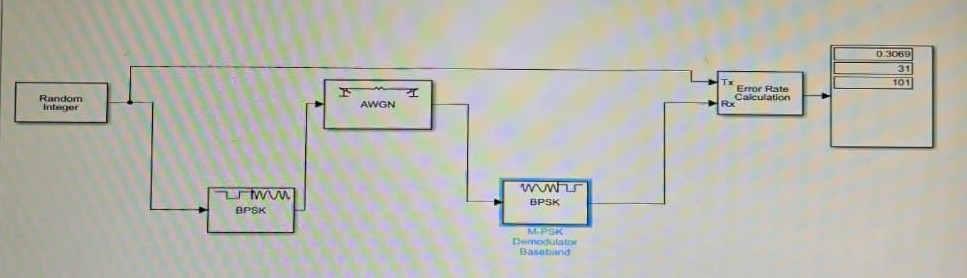 Random
Integer
BPSK
AWGN
BPSK
M-PSK
Demodulator
Baseband
Tx
Rx
Error Rate
Calculation
0.3069
31
101